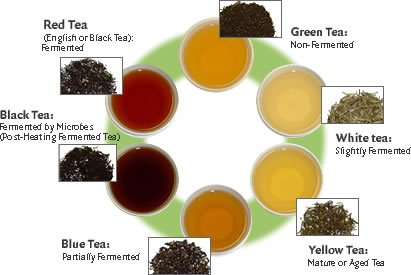 Red Tea
(English or Black Tea):
Fermented
Green Tea:
Non-Fermented
Black Tea:
Fermented by Microbes
(Post-Heating Fermented Tea)
White tea:
Slightly Fermented
Blue Tea:
Partially Fermented
Yellow Tea:
Mature or Aged Tea